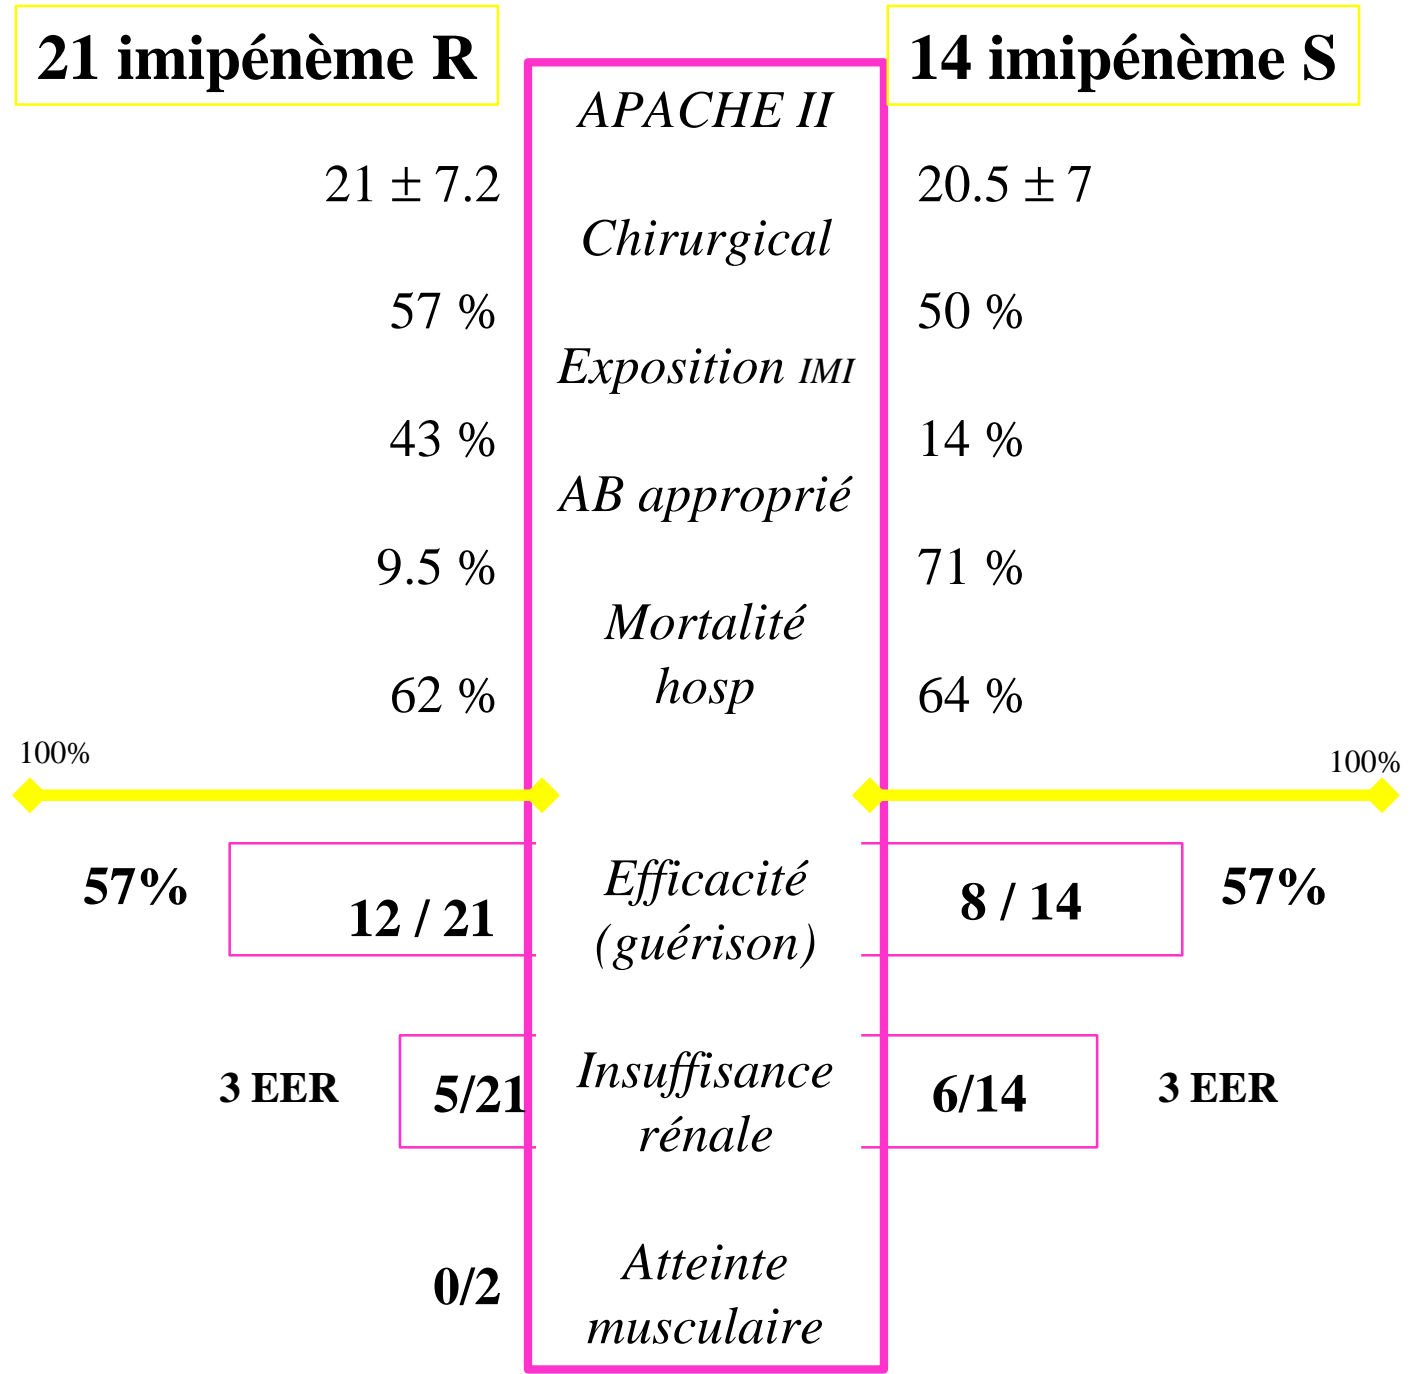 21 imipénème R
14 imipénème S
APACHE II
21 ± 7.2
20.5 ± 7
Chirurgical
57 %
50 %
Exposition IMI
43 %
14 %
AB approprié
9.5 %
71 %
Mortalité
hosp
62 %
64 %
100%
100%
57%
12 / 21
Efficacité
(guérison)
8 / 14
57%
3 EER
5/21
Insuffisance
rénale
6/14
3 EER
0/2
Atteinte
musculaire